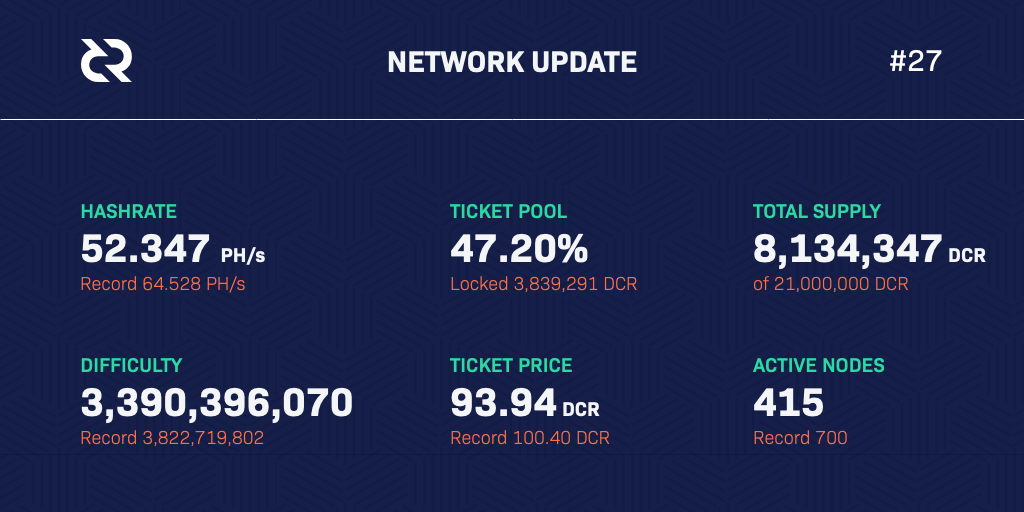 NETWORK UPDATE
#27
HASHRATE
52.347 PH/s
Record 64.528 PH/s
TICKET POOL
47.20%
Locked 3,839,291 DCR
TOTAL SUPPLY
8,134,347 DCR
of 21,000,000 DCR
DIFFICULTY
3,390,396,070
Record 3,822,719,802
TICKET PRICE
93.94 DCR
Record 100.40 DCR
ACTIVE NODES
415
Record 700